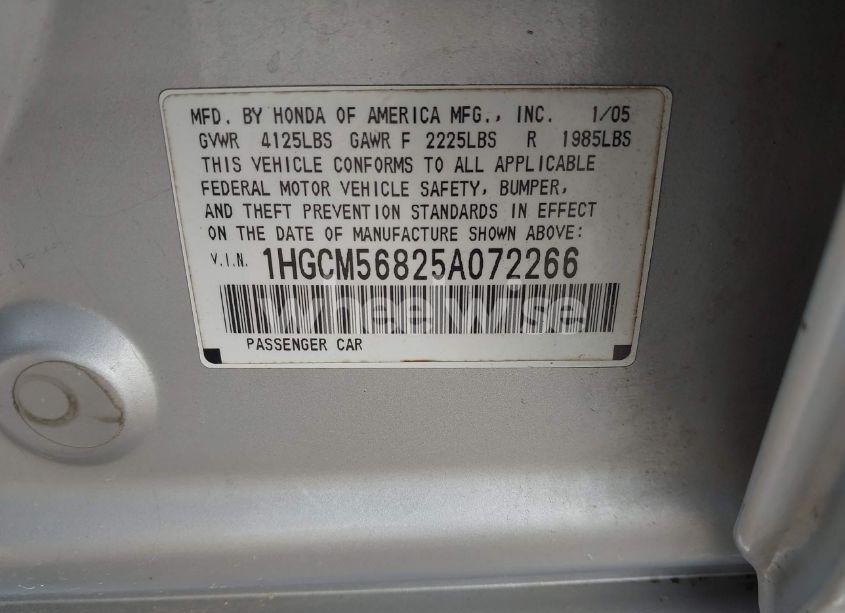 MFD. BY HONDA OF AMERICA MFG., INC. 1/05
GVWR 4125LBS GAWR F 2225LBS R 1985LBS
THIS VEHICLE CONFORMS TO ALL APPLICABLE
FEDERAL MOTOR VEHICLE SAFETY, BUMPER,
AND THEFT PREVENTION STANDARDS IN EFFECT
ON THE DATE OF MANUFACTURE SHOWN ABOVE:
V.I.N. 1HGCM56825A072266
wheelwise
PASSENGER CAR